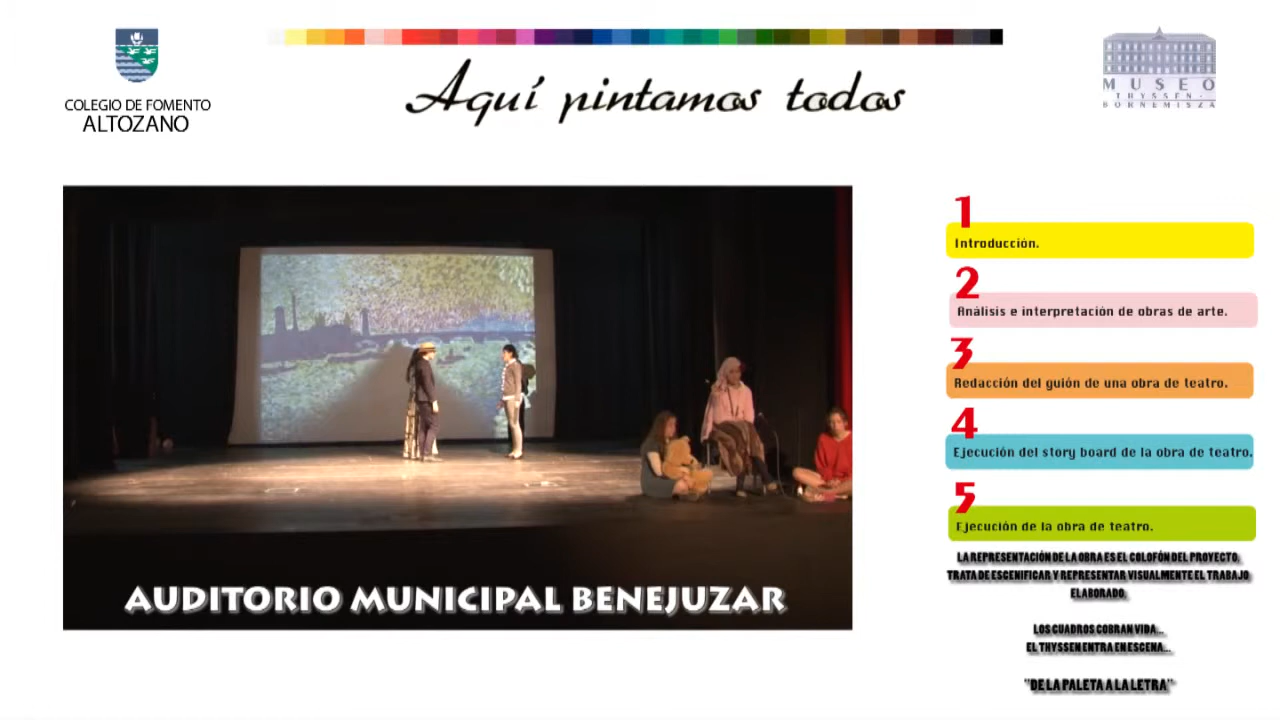 COLEGIO DE FOMENTO
ALTOZANO
Aquí pintamos todos
MUSEO
THYSSEN-
BORNEMISZA
AUDITORIO MUNICIPAL BENEJUZAR
1
Introducción.
2
Análisis e interpretación de obras de arte.
3
Redacción del guión de una obra de teatro.
4
Ejecución del story board de la obra de teatro.
5
Ejecución de la obra de teatro.
LA REPRESENTACIÓN DE LA OBRA ES EL COLOFÓN DEL PROYECTO.
TRATA DE ESCENIFICAR Y REPRESENTAR VISUALMENTE EL TRABAJO
ELABORADO.
LOS CUADROS COBRAN VIDA...
EL THYSSEN ENTRA EN ESCENA...
"DE LA PALETA A LA LETRA"